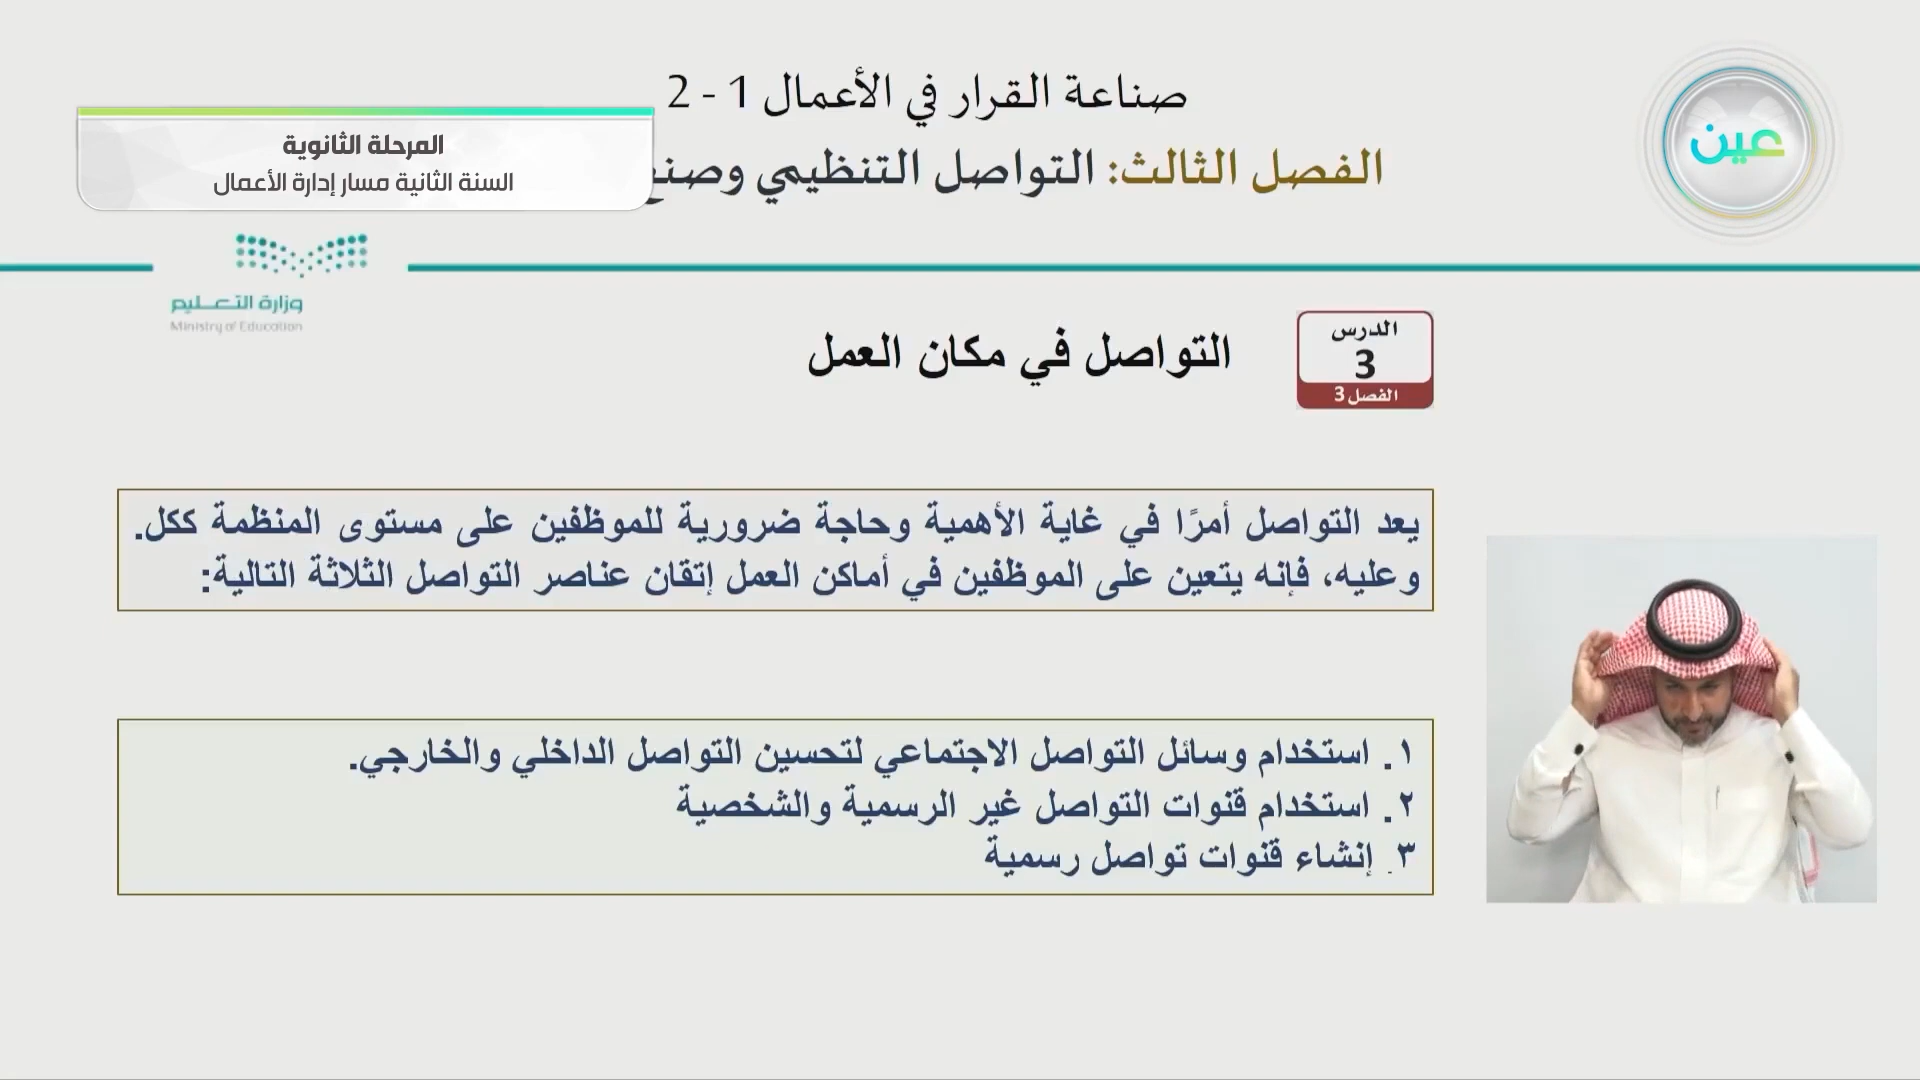 صناعة القرار في الأعمال 1 - 2
الفصل الثالث: التواصل التنظيمي وصنع
المرحلة الثانوية
السنة الثانية مسار إدارة الأعمال
عين
وزارة التعليم
Ministry of Education
الدرس
3
الفصل 3
التواصل في مكان العمل
يعد التواصل أمرًا في غاية الأهمية وحاجة ضرورية للموظفين على مستوى المنظمة ككل.
وعليه، فإنه يتعين على الموظفين في أماكن العمل إتقان عناصر التواصل الثلاثة التالية:
١. استخدام وسائل التواصل الاجتماعي لتحسين التواصل الداخلي والخارجي.
٢. استخدام قنوات التواصل غير الرسمية والشخصية
٣. إنشاء قنوات تواصل رسمية